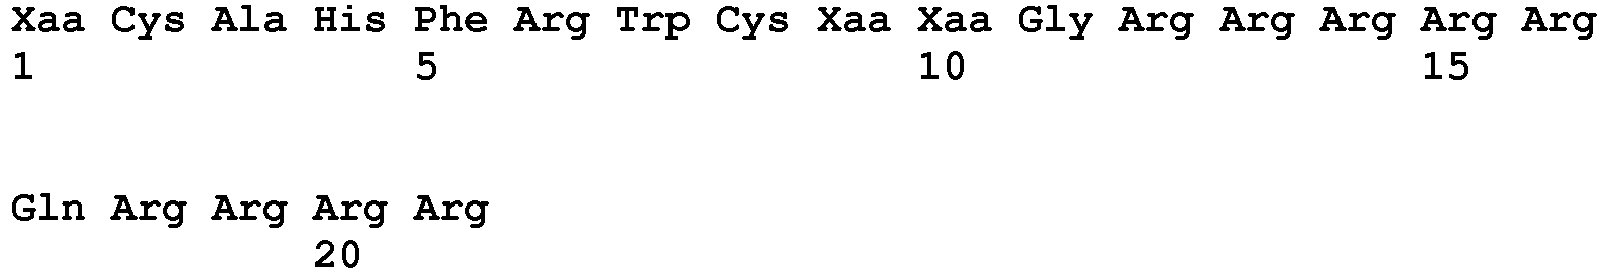 Xaa Cys Ala His Phe Arg Trp Cys Xaa Xaa Gly Arg Arg Arg Arg Arg
1 5 10 15
Gln Arg Arg Arg Arg
20